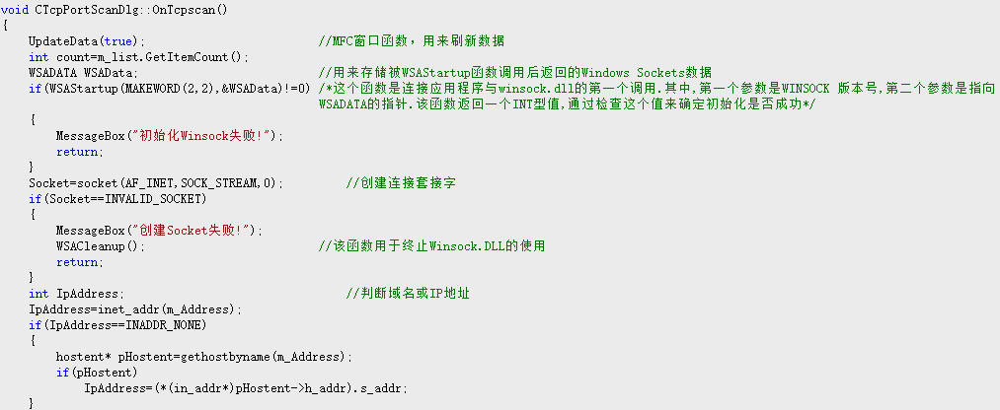 void CTcpPortScanDlg::OnTcpscan()
{
    UpdateData(true);                         //MFC窗口函数，用来刷新数据
    int count=m_list.GetItemCount();
    WSADATA WSAData;                          //用来存储被WSAStartup函数调用后返回的Windows Sockets数据
    if(WSAStartup(MAKEWORD(2,2),&WSAData)!=0) /*这个函数是连接应用程序与winsock.dll的第一个调用.其中,第一个参数是WINSOCK 版本号,第二个参数是指向
                                              WSADATA的指针.该函数返回一个INT型值,通过检查这个值来确定初始化是否成功*/
    {
        MessageBox("初始化Winsock失败!");
        return;
    }
    Socket=socket(AF_INET,SOCK_STREAM,0);         //创建连接套接字
    if(Socket==INVALID_SOCKET)
    {
        MessageBox("创建Socket失败!");
        WSACleanup();                         //该函数用于终止Winsock.DLL的使用
        return;
    }
    int IpAddress;                                //判断域名或IP地址
    IpAddress=inet_addr(m_Address);
    if(IpAddress==INADDR_NONE)
    {
        hostent* pHostent=gethostbyname(m_Address);
        if(pHostent)
            IpAddress=(*(in_addr*)pHostent->h_addr).s_addr;
    }